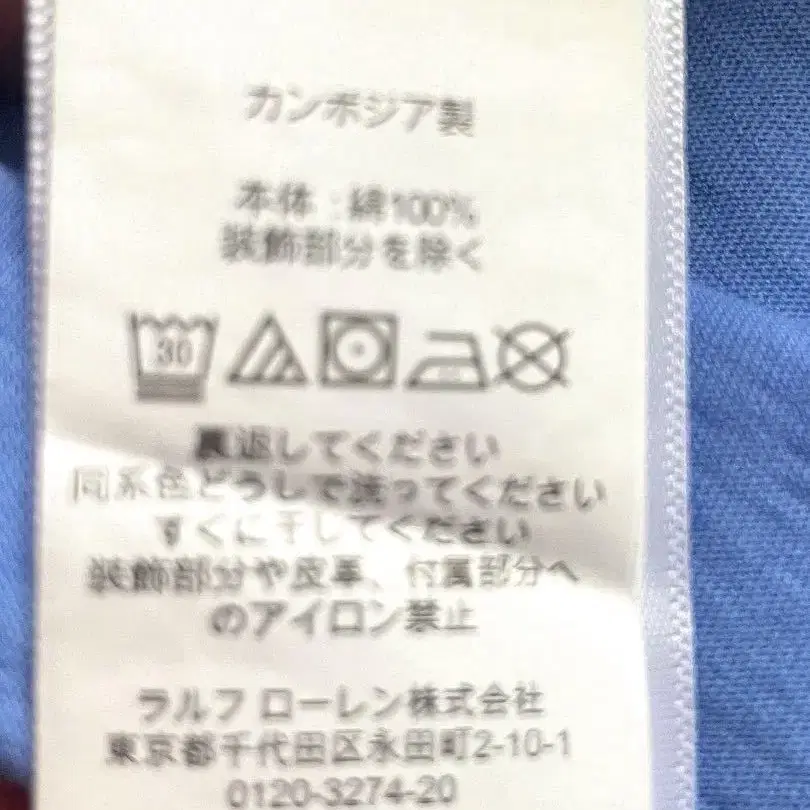 カンボジア製
本体:綿100%
装飾部分を除く
30
裏返してください
同系色どうしで洗ってください
すぐに干してください
装飾部分や皮革、付属部分へ
のアイロン禁止
ラルフ ローレン株式会社
東京都千代田区永田町2-10-1
0120-3274-20